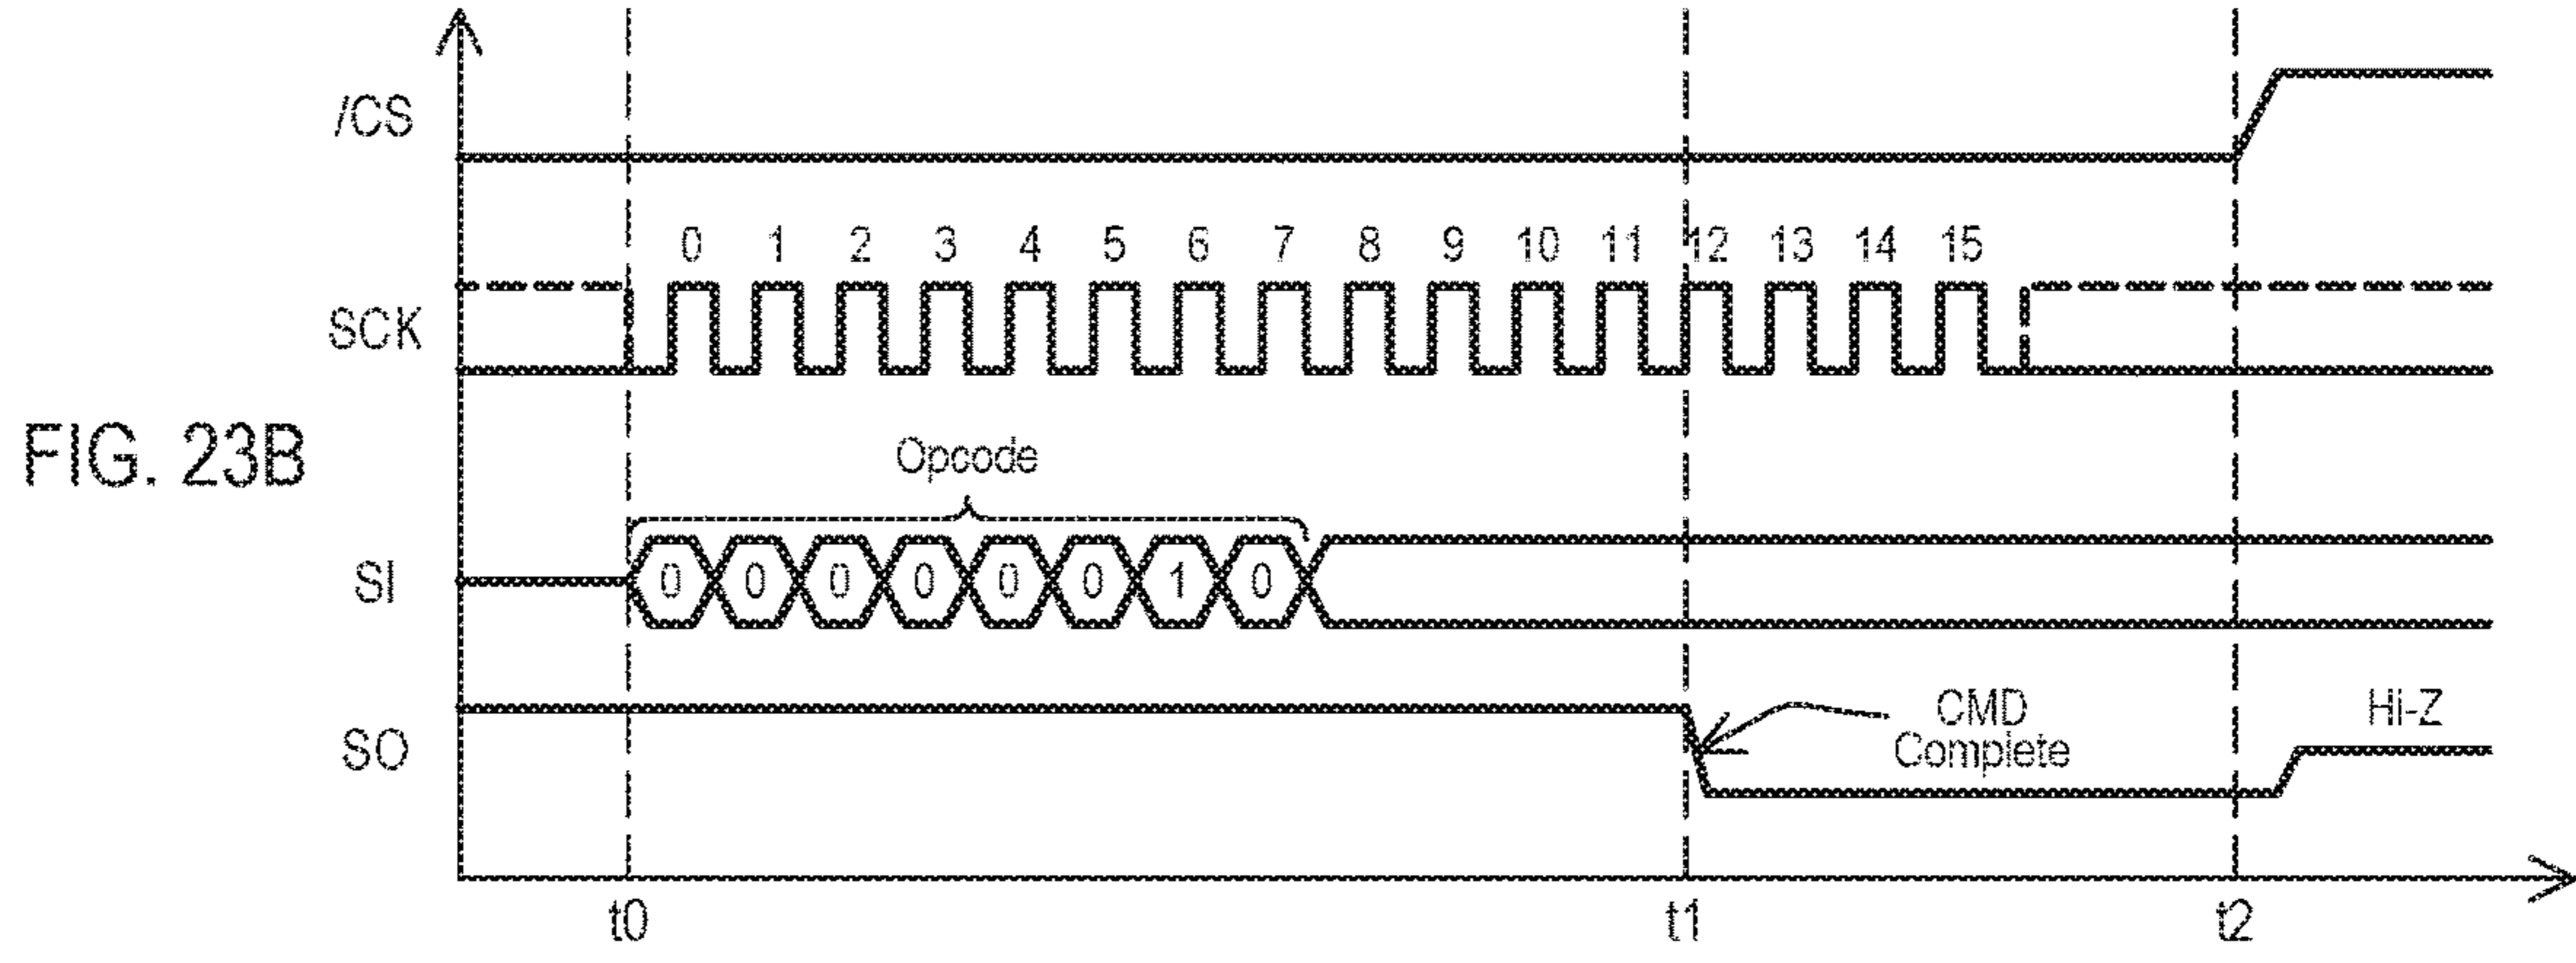 /CS
0 1 2 3 4 5 6 7 8 9 10 11 12 13 14 15
SCK
FIG. 23B
Opcode
SI
0 0 0 0 0 0 1 0
SO
CMD
Complete
Hi-Z
t0 t1 t2